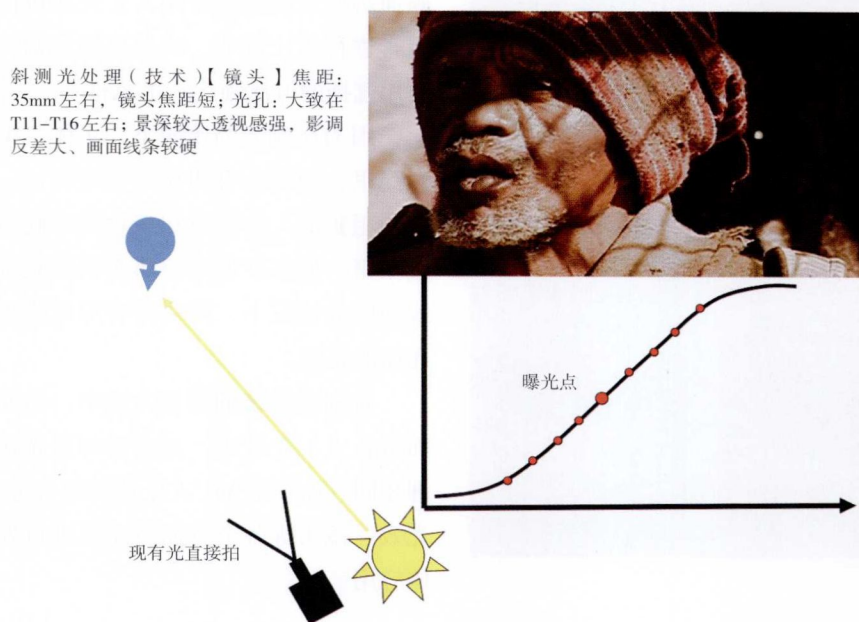 斜测光处理（技术）【镜头】焦距：
35mm左右，镜头焦距短；光孔：大致在
T11-T16左右；景深较大透视感强，影调
反差大、画面线条较硬
曝光点
现有光直接拍